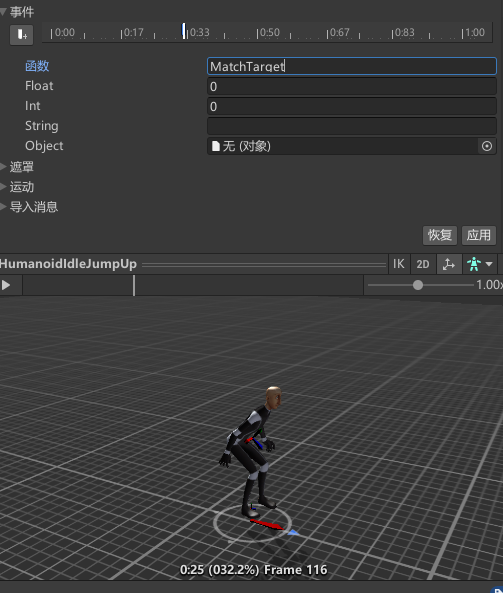 事件
0:00 0:17 0:33 0:50 0:67 0:83 1:00
函数 MatchTarget
Float 0
Int 0
String
Object 无 (对象)
遮罩
运动
导入消息
恢复 应用
HumanoidIdleJumpUp IK 2D
1.00x
0:25 (032.2%) Frame 116